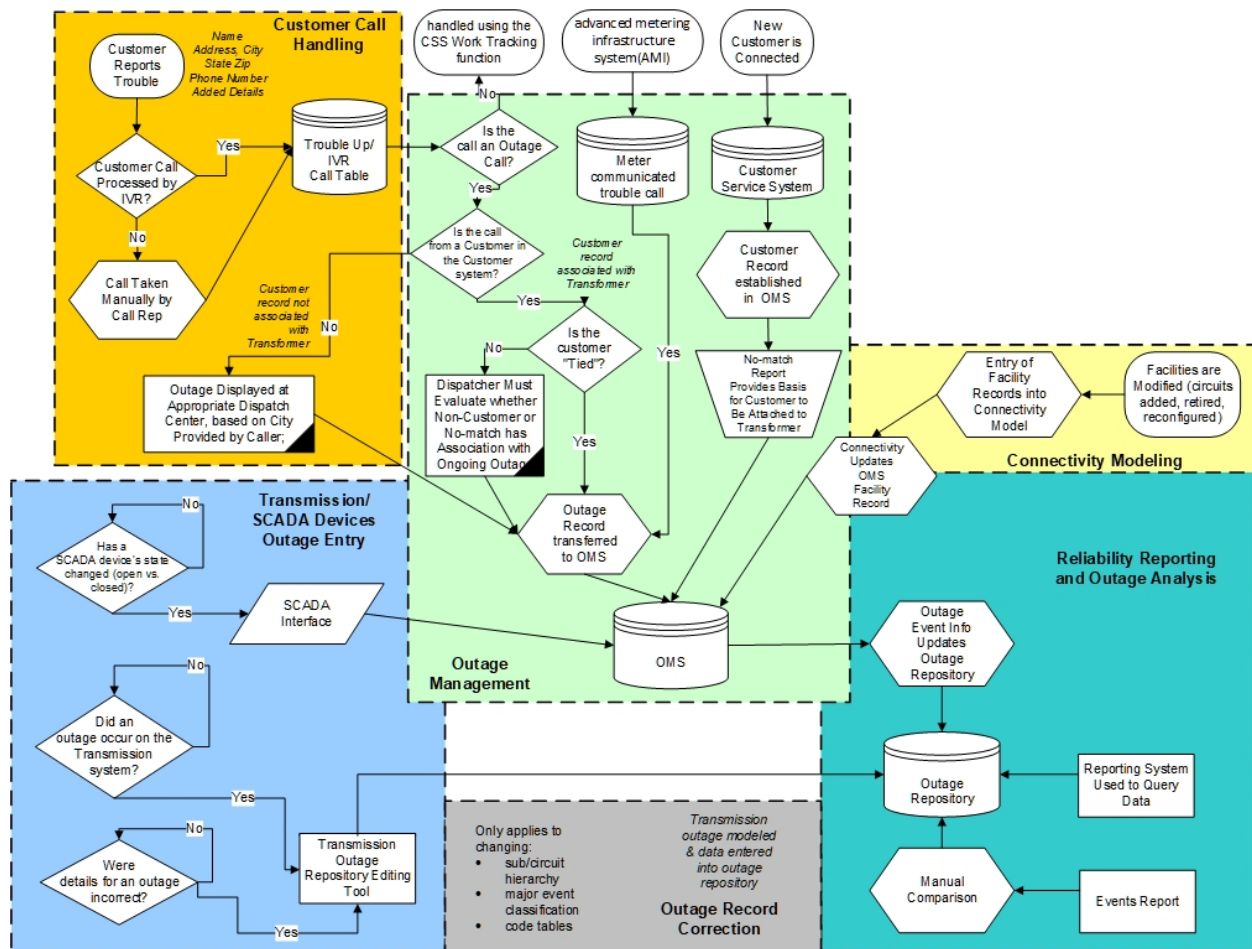 Customer Call
Handling
Customer
Reports
Trouble
Name
Address, City
State Zip
Phone Number
Added Details
Customer Call
Processed by
IVR?
Yes
No
Trouble Up/
IVR
Call Table
Call Taken
Manually by
Call Rep
Customer
record not
associated
with
Transformer
No
Outage Displayed at
Appropriate Dispatch
Center, based on City
Provided by Caller;
handled using the
CSS Work Tracking
function
advanced metering
infrastructure
system(AMI)
New
Customer is
Connected
No
Is the
call an Outage
Call?
Yes
Meter
communicated
trouble call
Customer
Service System
Is the call
from a Customer in
the Customer
system?
Customer
record
associated with
Transformer
Customer
Record
established
in OMS
Yes
Is the
customer
"Tied"?
No
Yes
Yes
Dispatcher Must
Evaluate whether
Non-Customer or
No-match has
Association with
Ongoing Outag
No-match
Report
Provides Basis
for Customer to
Be Attached to
Transformer
Outage
Record
transferred
to OMS
OMS
Outage
Management
Entry of
Facility
Records into
Connectivity
Model
Facilities are
Modified (circuits
added, retired,
reconfigured)
Connectivity
Updates
OMS
Facility
Record
Connectivity Modeling
Transmission/
SCADA Devices
Outage Entry
No
Has a
SCADA device's state
changed (open vs.
closed)?
Yes
SCADA
Interface
No
Did an
outage occur on the
Transmission
system?
Yes
No
Were
details for an outage
incorrect?
Yes
Transmission
Outage
Repository Editing
Tool
Only applies to
changing:
• sub/circuit
hierarchy
• major event
classification
• code tables
Transmission
outage modeled
& data entered
into outage
repository
Outage Record
Correction
Reliability Reporting
and Outage Analysis
Outage
Event Info
Updates
Outage
Repository
Outage
Repository
Reporting System
Used to Query
Data
Manual
Comparison
Events Report